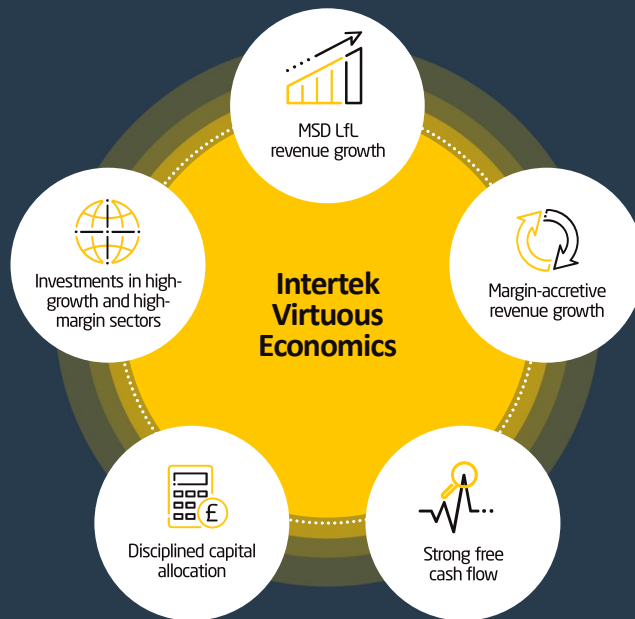 MSD LfL
revenue growth
Investments in high-
growth and high-
margin sectors
Intertek
Virtuous
Economics
Margin-accretive
revenue growth
£
Disciplined capital
allocation
Strong free
cash flow